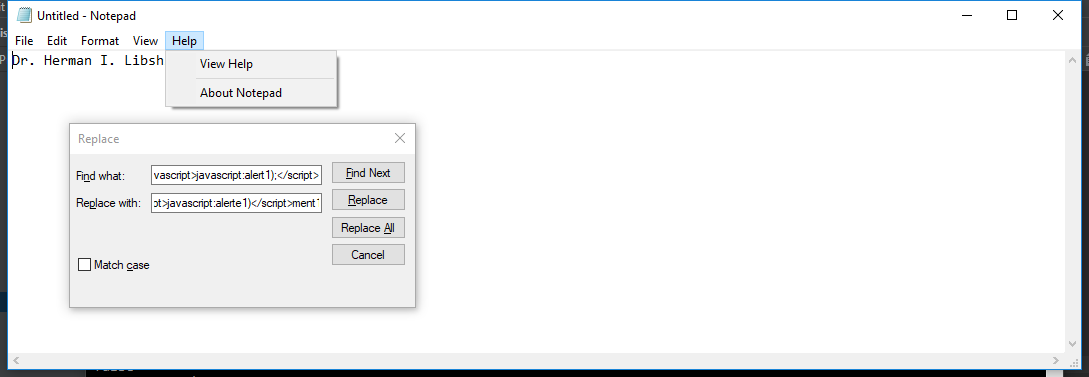 Untitled - Notepad
File Edit Format View Help
Dr. Herman I. Libsh
View Help
About Notepad
Replace
Find what: vascript>javascript:alert1);</script> Find Next
Replace with: pt>javascript:alerte1)</script>ment Replace
Replace All
Cancel
Match case